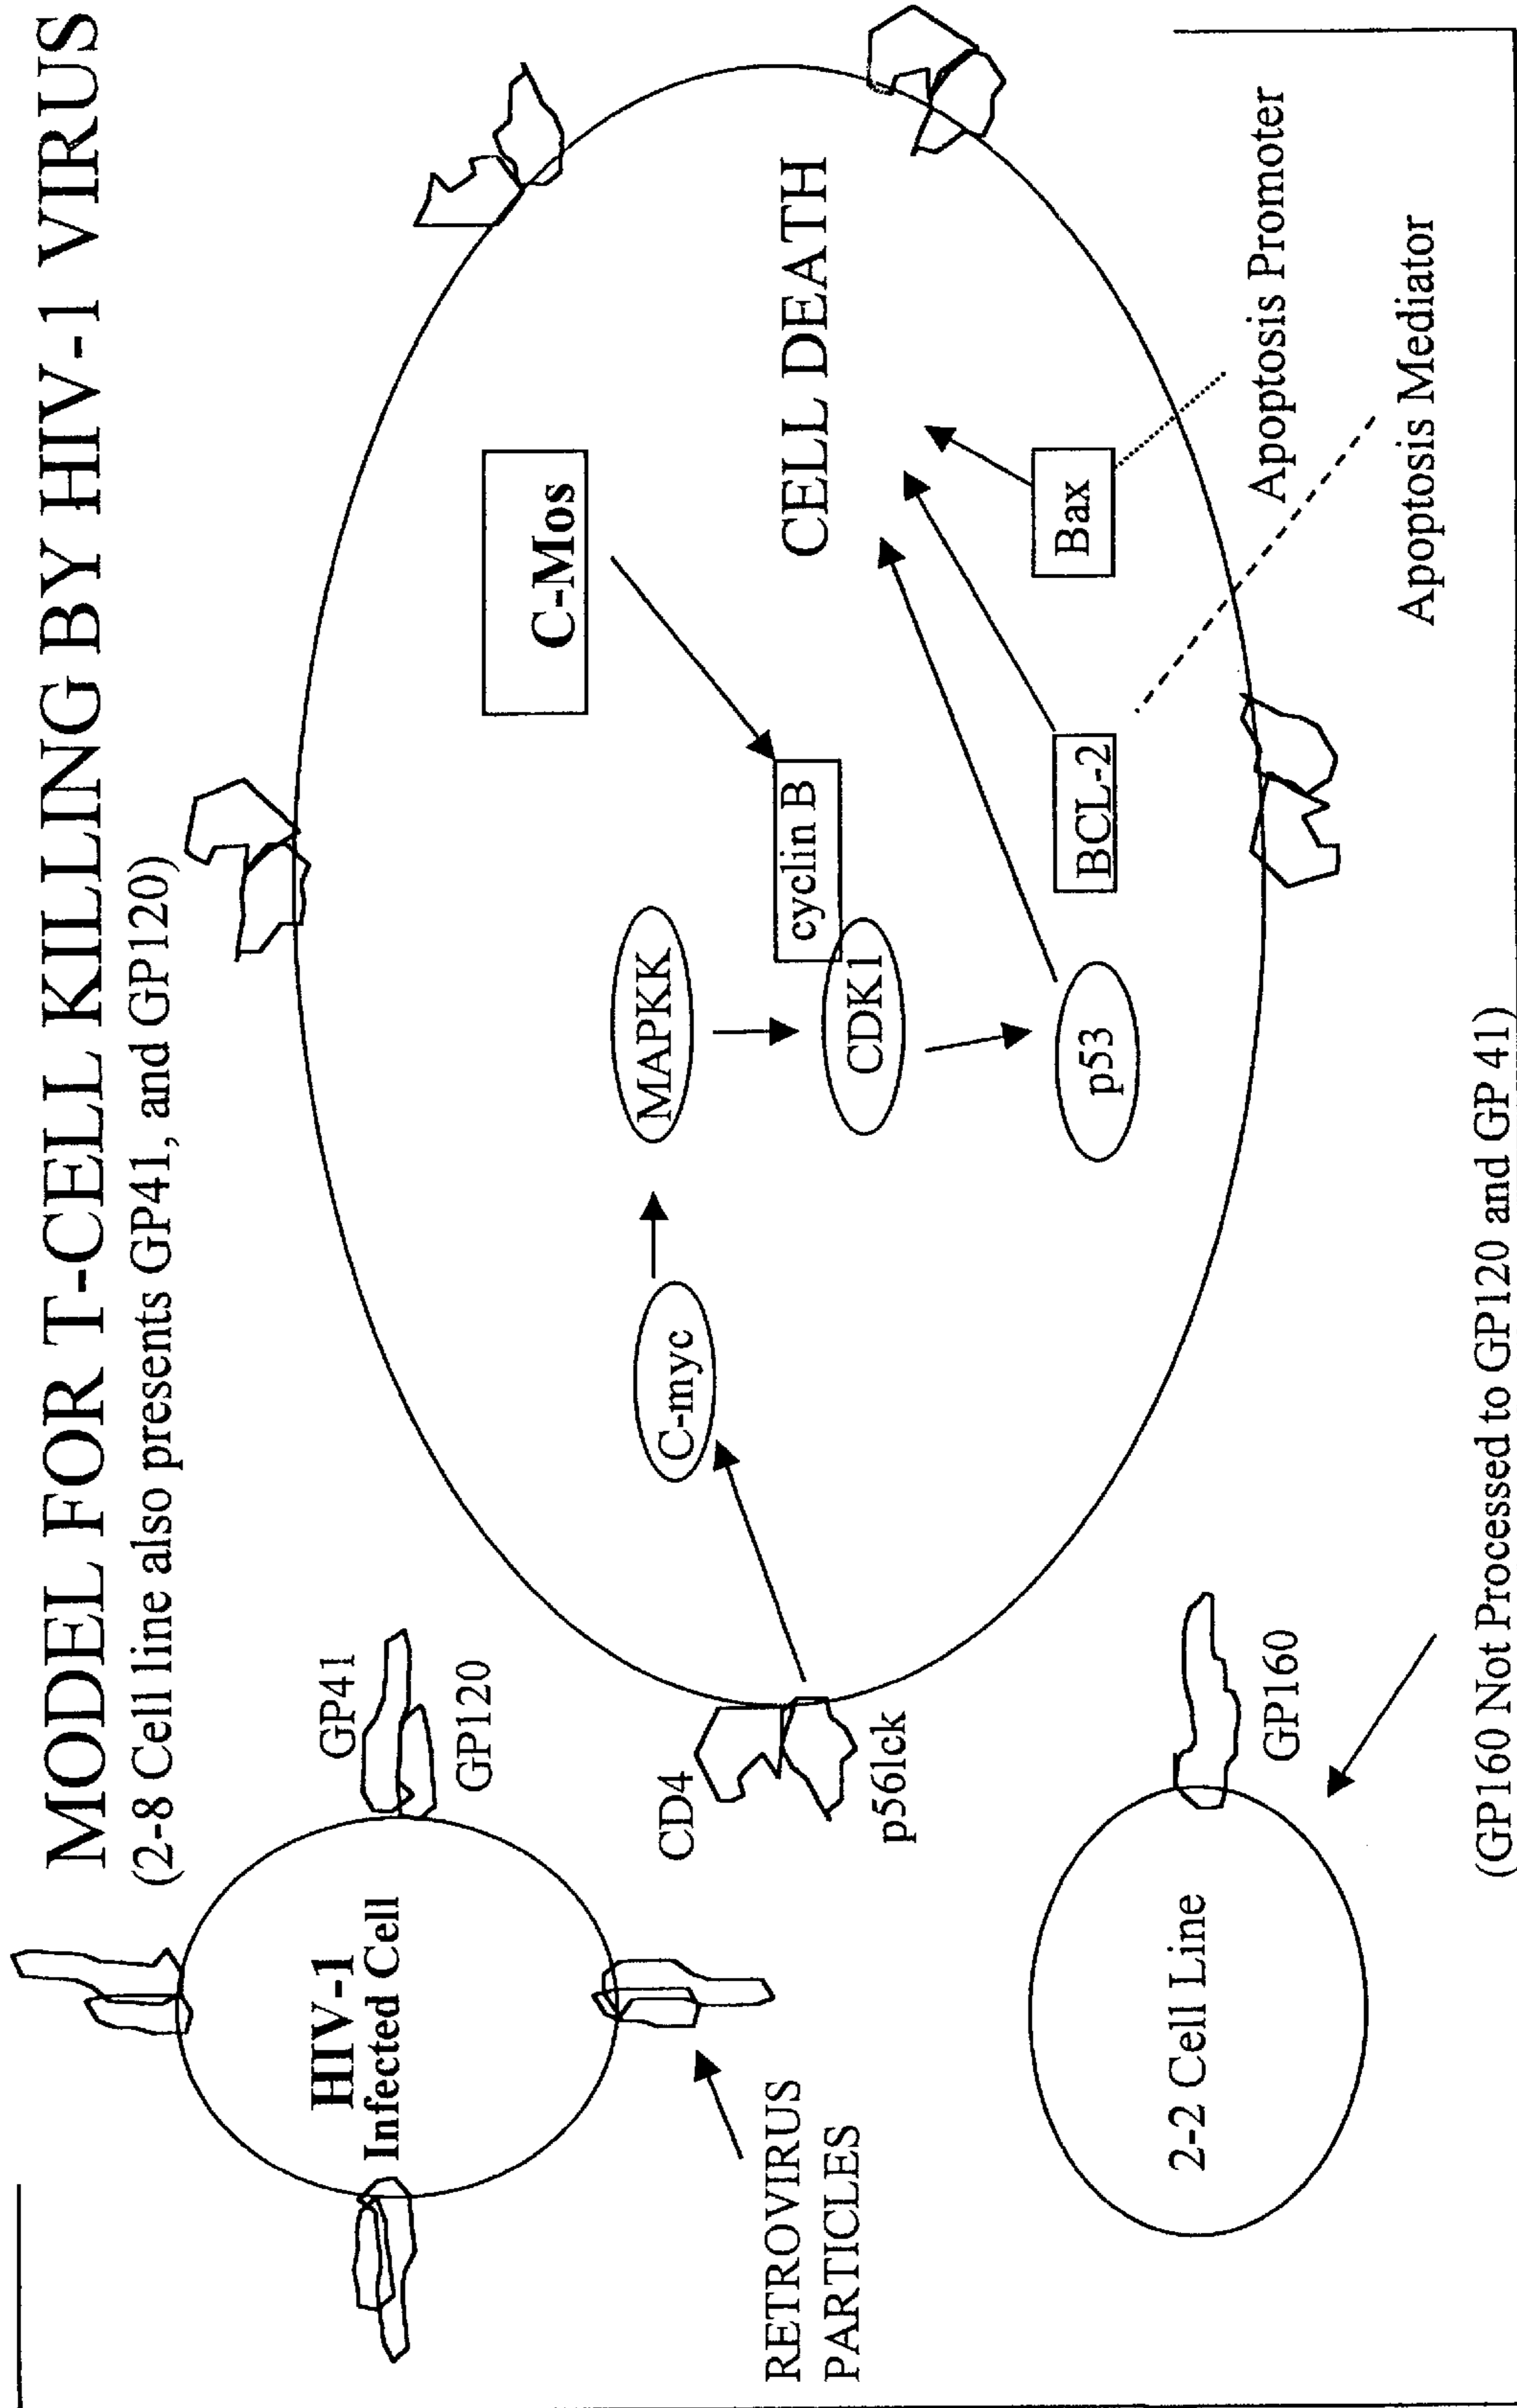 MODEL FOR T-CELL KILLING BY HIV-1 VIRUS
(2-8 Cell line also presents GP41, and GP120)
GP41
GP120
HIV-1
Infected Cell
RETROVIRUS
PARTICLES
CD4
p56lck
C-myc
MAPKK
C-Mos
cyclin B
CDK1
p53
BCL-2
Bax
CELL DEATH
Apoptosis Promoter
Apoptosis Mediator
2-2 Cell Line
GP160
(GP160 Not Processed to GP120 and GP 41)